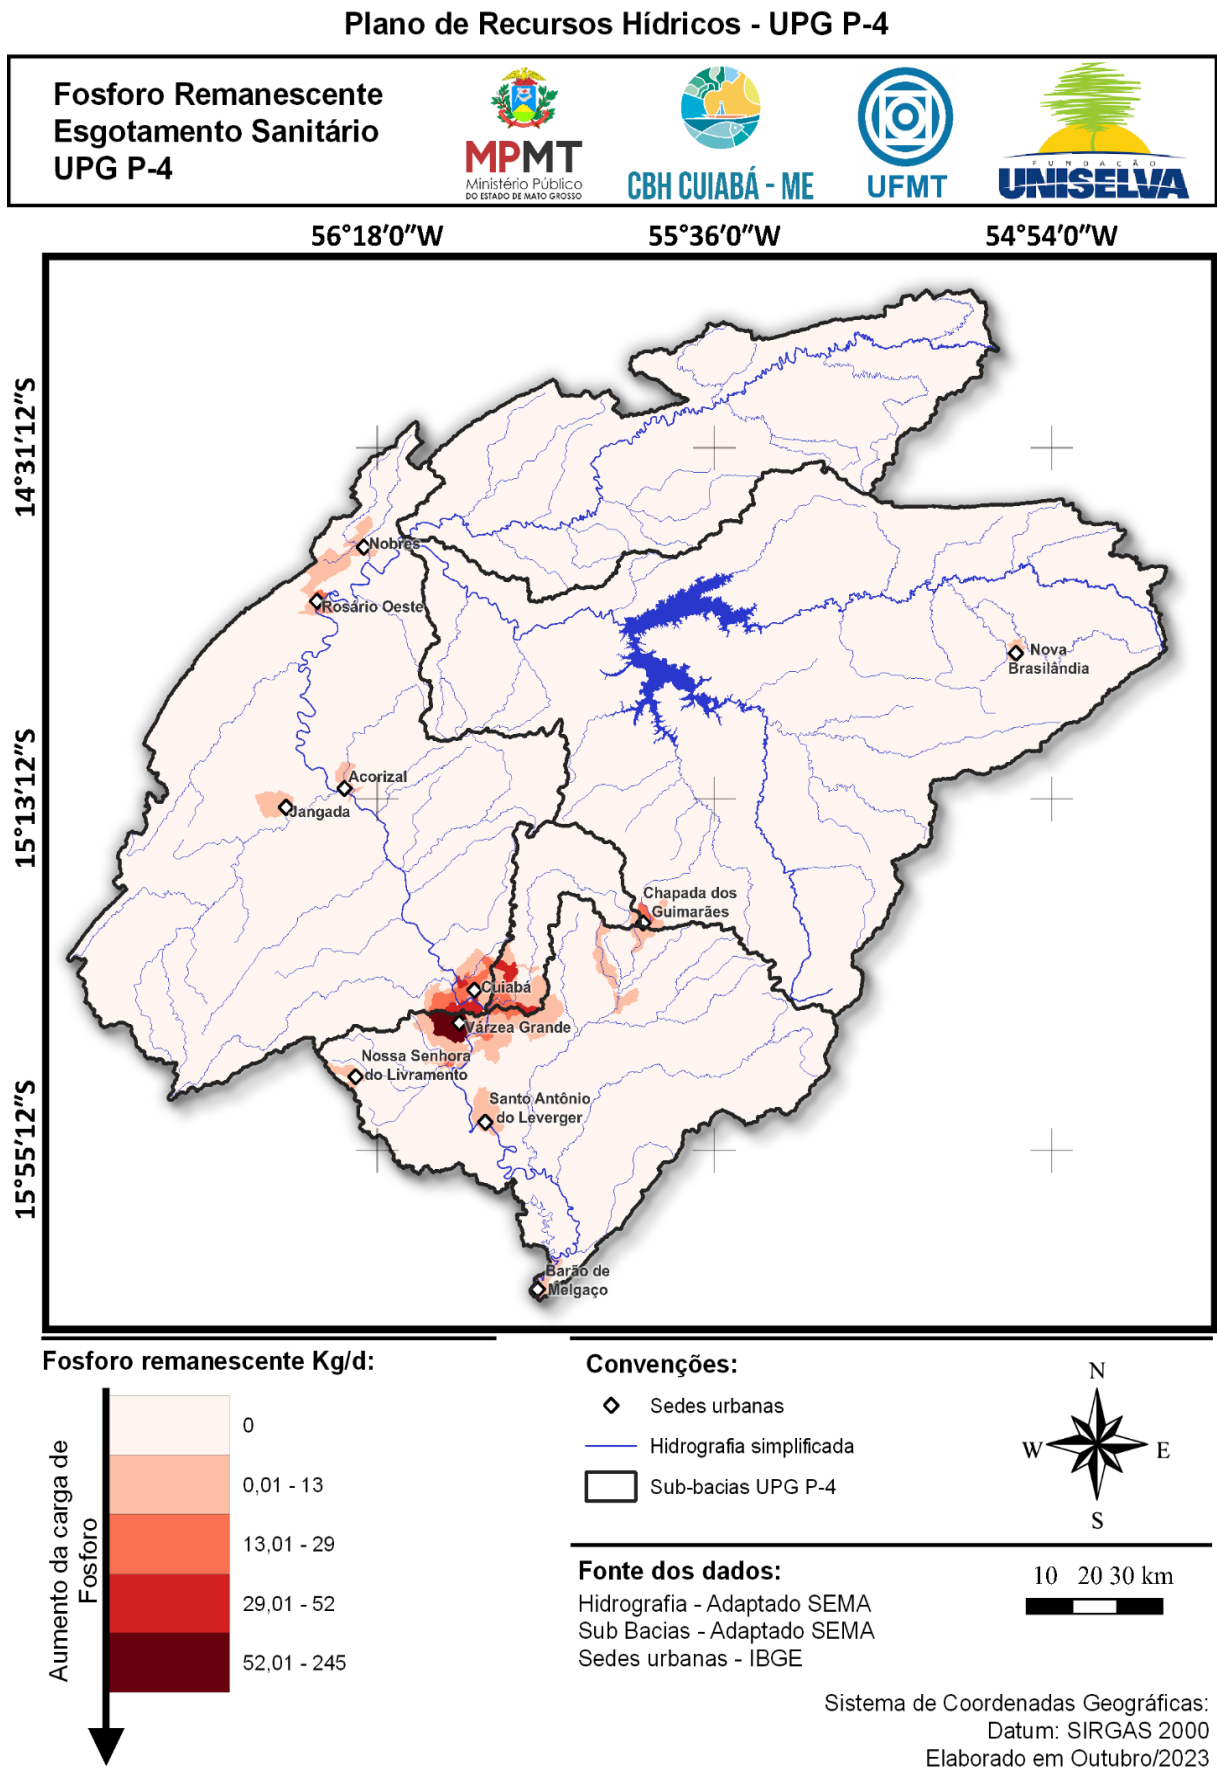 Plano de Recursos Hídricos - UPG P-4
Fosforo Remanescente
Esgotamento Sanitário
UPG P-4
MPMT
Ministério Público
DO ESTADO DE MATO GROSSO
CBH CUIABÁ - ME
UFMT
FUNDAÇÃO
UNISELVA
56°18'0"W
55°36'0"W
54°54'0"W
14°31'12"S
15°13'12"S
15°55'12"S
Nobres
Rosário Oeste
Nova
Brasilândia
Acorizal
Jangada
Chapada dos
Guimarães
Cuiabá
Várzea Grande
Nossa Senhora
do Livramento
Santo Antônio
do Leverger
Barão de
Melgaço
Fosforo remanescente Kg/d:
Aumento da carga de
Fosforo
0
0,01 - 13
13,01 - 29
29,01 - 52
52,01 - 245
Convenções:
Sedes urbanas
Hidrografia simplificada
Sub-bacias UPG P-4
N
W
E
S
Fonte dos dados:
Hidrografia - Adaptado SEMA
Sub Bacias - Adaptado SEMA
Sedes urbanas - IBGE
10 20 30 km
Sistema de Coordenadas Geográficas:
Datum: SIRGAS 2000
Elaborado em Outubro/2023